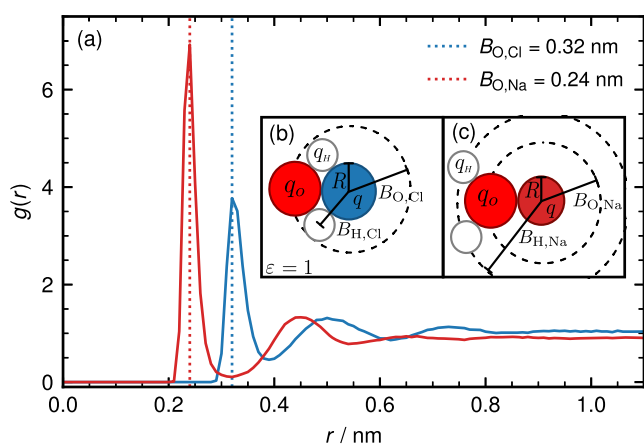 (a)
B_O,Cl = 0.32 nm
B_O,Na = 0.24 nm
(b)
q_H
q_o
R
q
B_O,Cl
B_H,Cl
ε = 1
(c)
q_H
q_o
R
q
B_O,Na
B_H,Na
g(r)
6
4
2
0
0.0 0.2 0.4 0.6 0.8 1.0
r / nm